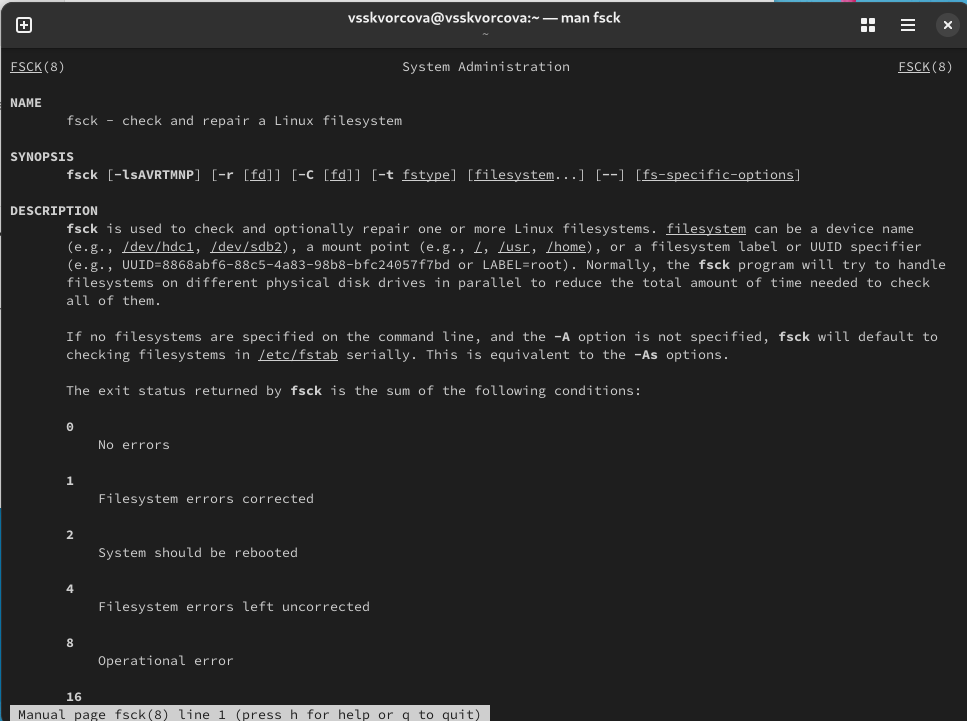 vsskvorcova@vsskvorcova:~ — man fsck
~
FSCK(8) System Administration FSCK(8)
NAME
fsck - check and repair a Linux filesystem
SYNOPSIS
fsck [-lsAVRTMNP] [-r [fd]] [-C [fd]] [-t fstype] [filesystem...] [--] [fs-specific-options]
DESCRIPTION
fsck is used to check and optionally repair one or more Linux filesystems. filesystem can be a device name
(e.g., /dev/hdc1, /dev/sdb2), a mount point (e.g., /, /usr, /home), or a filesystem label or UUID specifier
(e.g., UUID=8868abf6-88c5-4a83-98b8-bfc24057f7bd or LABEL=root). Normally, the fsck program will try to handle
filesystems on different physical disk drives in parallel to reduce the total amount of time needed to check
all of them.
If no filesystems are specified on the command line, and the -A option is not specified, fsck will default to
checking filesystems in /etc/fstab serially. This is equivalent to the -As options.
The exit status returned by fsck is the sum of the following conditions:
0
No errors
1
Filesystem errors corrected
2
System should be rebooted
4
Filesystem errors left uncorrected
8
Operational error
16
Manual page fsck(8) line 1 (press h for help or q to quit)